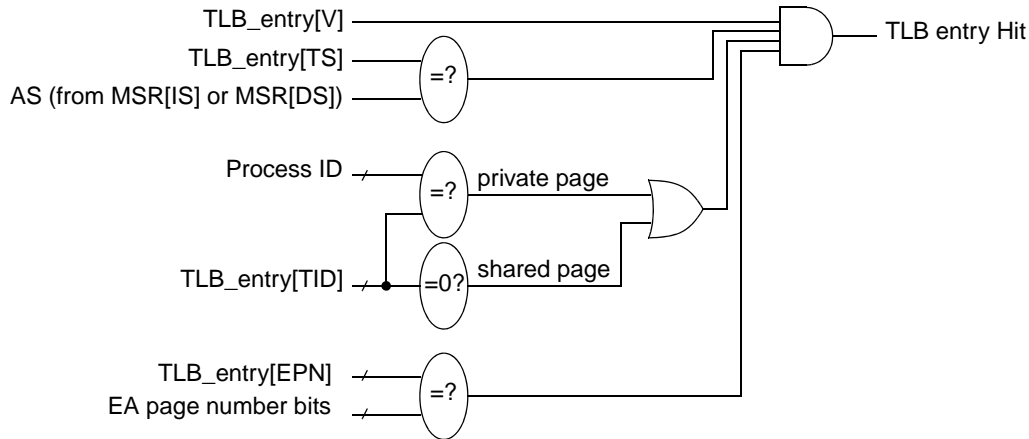 TLB_entry[V]
TLB entry Hit
TLB_entry[TS]
=?
AS (from MSR[IS] or MSR[DS])
Process ID
=?
private page
TLB_entry[TID]
=0?
shared page
TLB_entry[EPN]
=?
EA page number bits